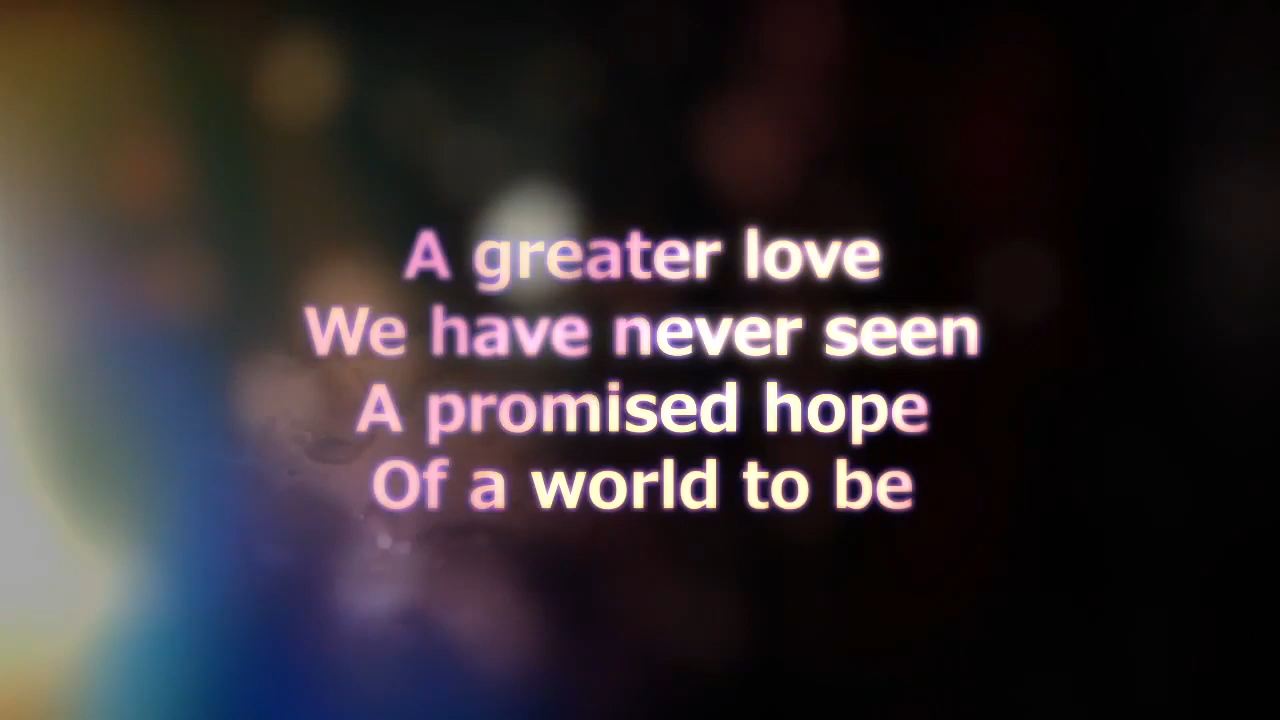 A greater love
We have never seen
A promised hope
Of a world to be